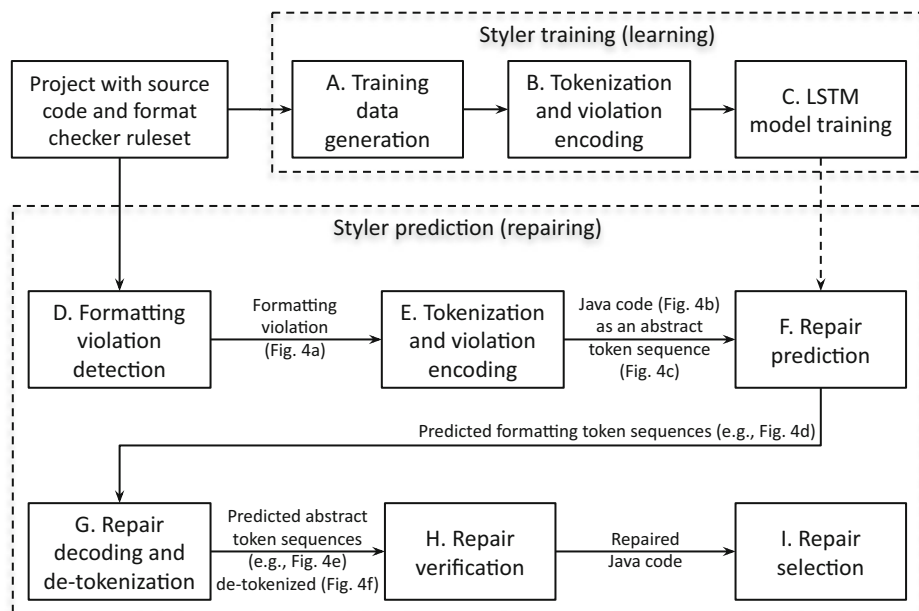 Styler training (learning)
Project with source
code and format
checker ruleset
A. Training
data
generation
B. Tokenization
and violation
encoding
C. LSTM
model training
Styler prediction (repairing)
D. Formatting
violation
detection
Formatting
violation
(Fig. 4a)
E. Tokenization
and violation
encoding
Java code (Fig. 4b)
as an abstract
token sequence
(Fig. 4c)
F. Repair
prediction
Predicted formatting token sequences (e.g., Fig. 4d)
G. Repair
decoding and
de-tokenization
Predicted abstract
token sequences
(e.g., Fig. 4e)
de-tokenized (Fig. 4f)
H. Repair
verification
Repaired
Java code
I. Repair
selection